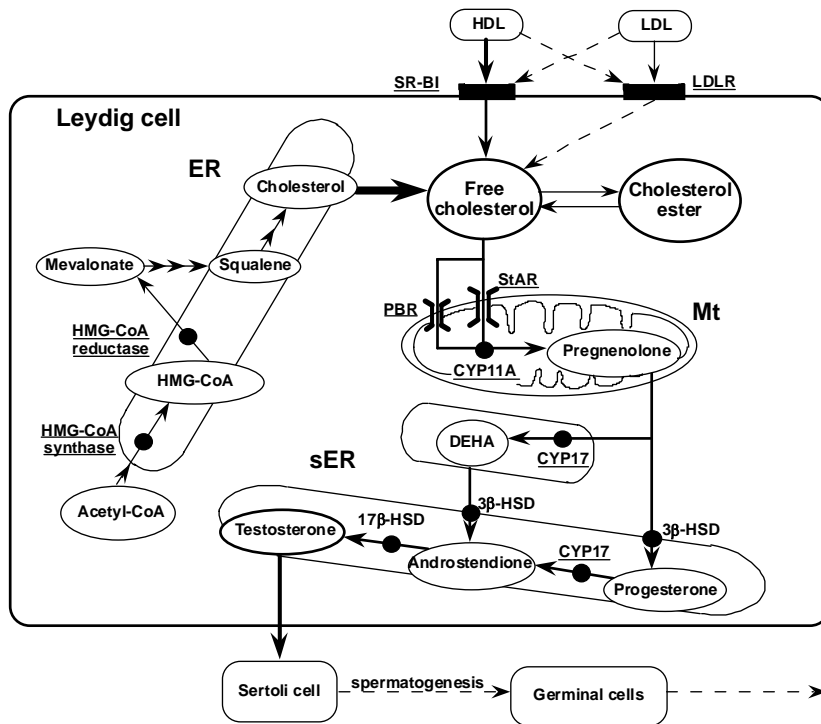 HDL
LDL
SR-BI
LDLR
Leydig cell
ER
Cholesterol
Free
cholesterol
Cholesterol
ester
Mevalonate
Squalene
StAR
PBR
Mt
HMG-CoA
reductase
Pregnenolone
CYP11A
HMG-CoA
HMG-CoA
synthase
DEHA
CYP17
sER
Acetyl-CoA
3β-HSD
17β-HSD
Testosterone
3β-HSD
CYP17
Androstendione
Progesterone
Sertoli cell
spermatogenesis
Germinal cells